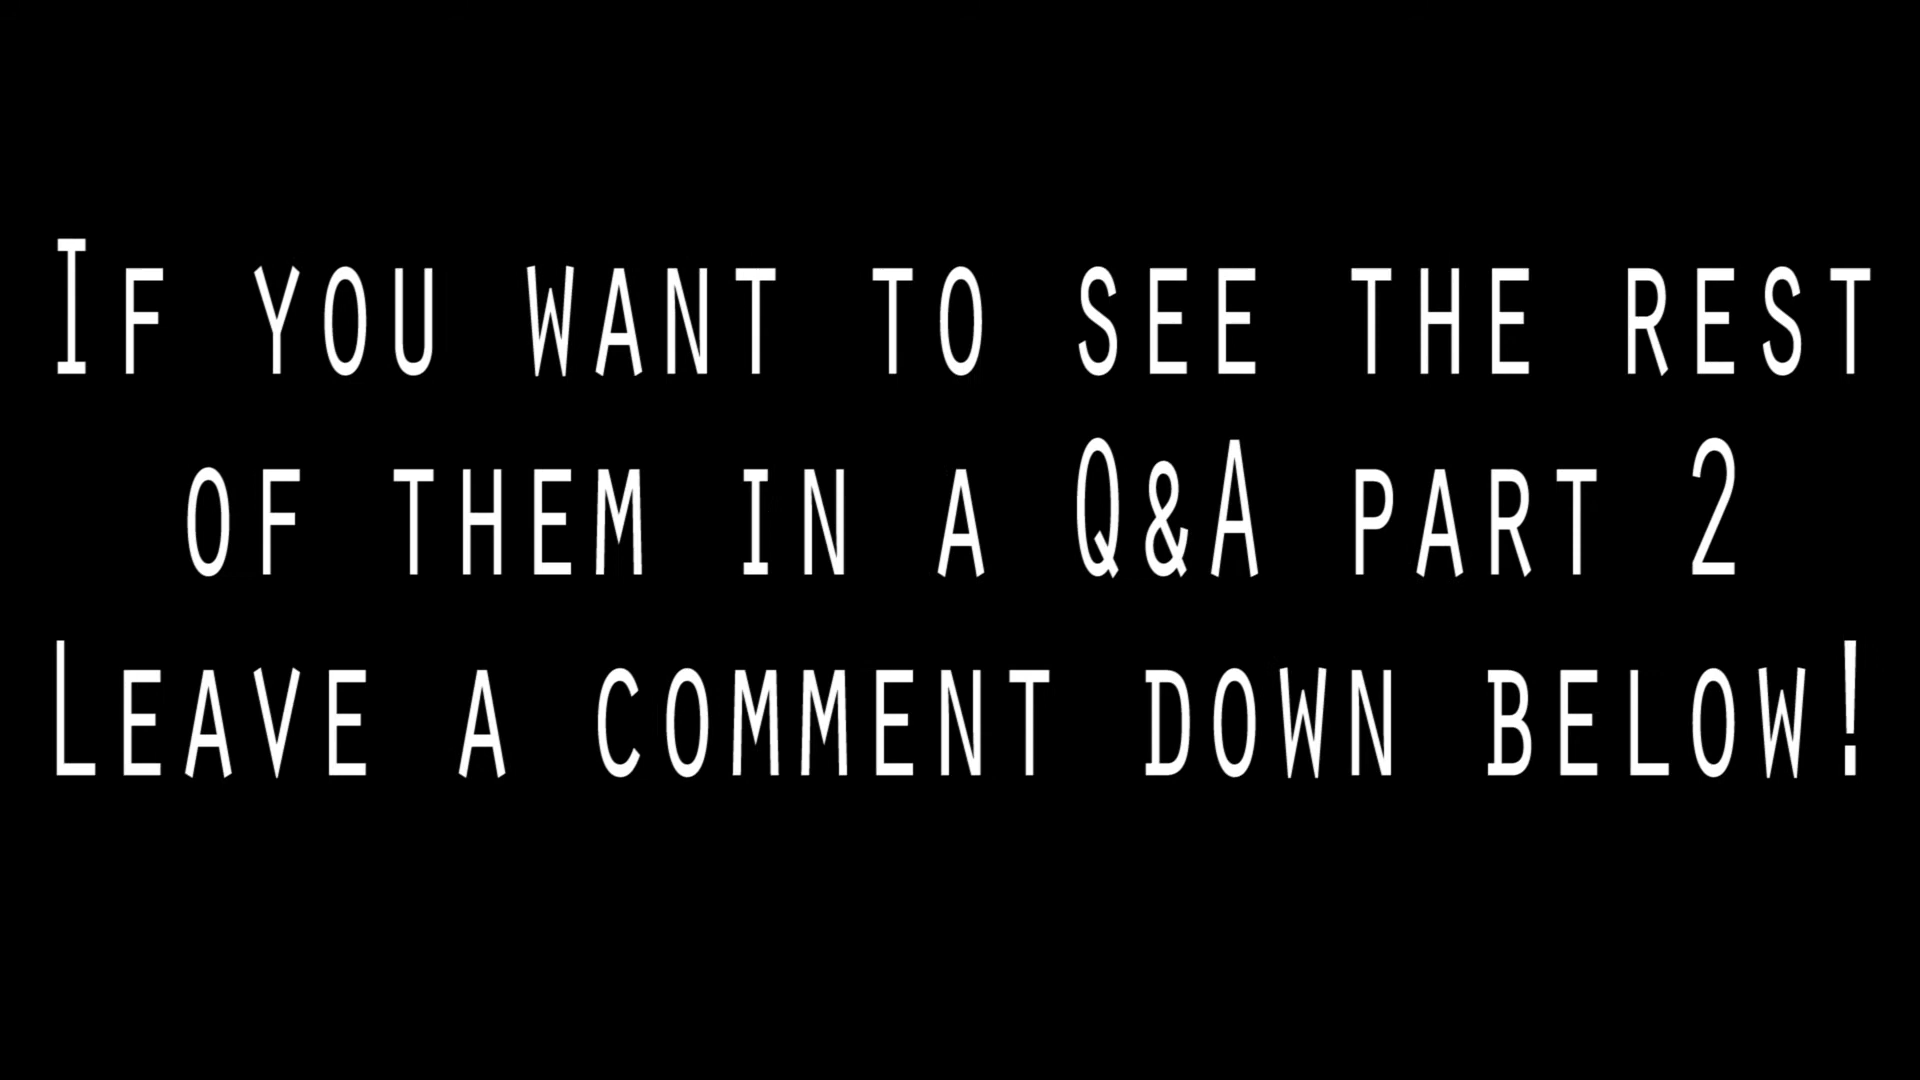 If you want to see the rest
of them in a Q&A part 2
Leave a comment down below!